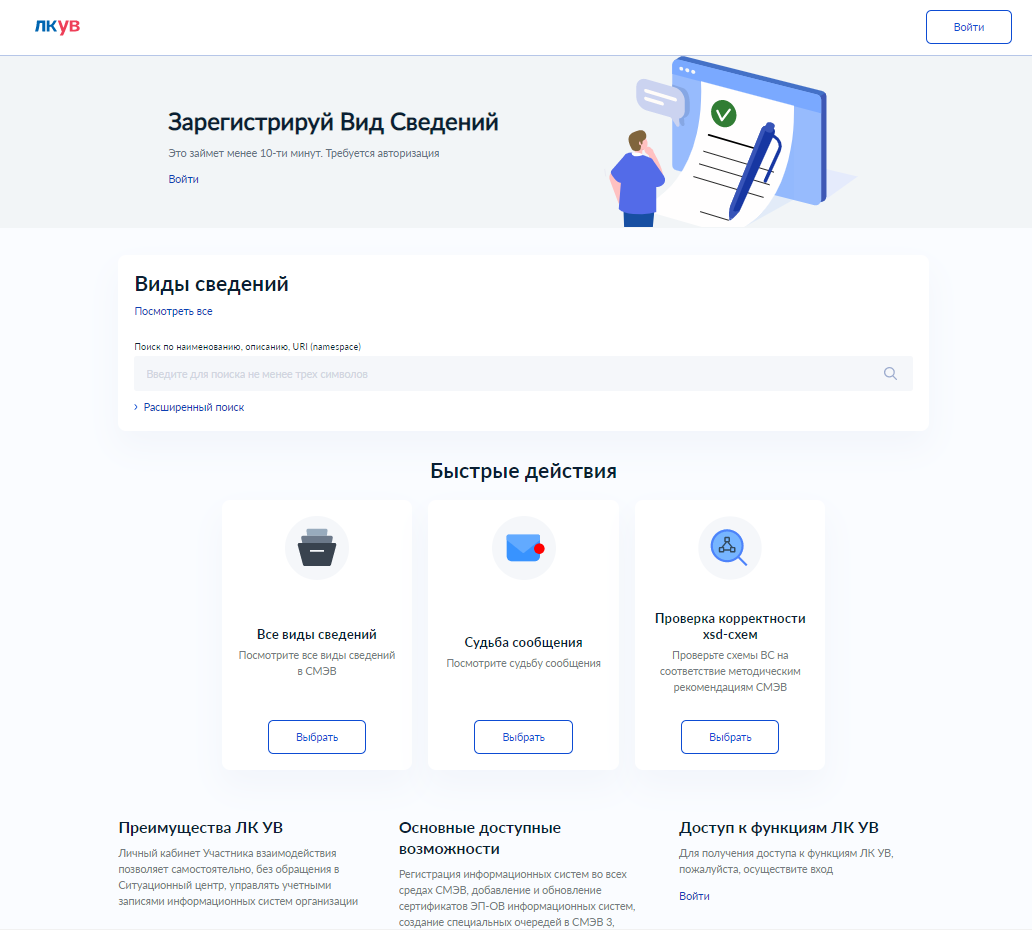 ЛКУВ
Войти
Зарегистрируй Вид Сведений
Это займет менее 10-ти минут. Требуется авторизация
Войти
Виды сведений
Посмотреть все
Поиск по наименованию, описанию, URI (namespace)
Введите для поиска не менее трех символов
Расширенный поиск
Быстрые действия
Все виды сведений
Посмотрите все виды сведений
в СМЭВ
Выбрать
Судьба сообщения
Посмотрите судьбу сообщения
Выбрать
Проверка корректности
xsd-схем
Проверьте схемы ВС на
соответствие методическим
рекомендациям СМЭВ
Выбрать
Преимущества ЛК УВ
Личный кабинет Участника взаимодействия
позволяет самостоятельно, без обращения в
Ситуационный центр, управлять учетными
записями информационных систем организации
Основные доступные
возможности
Регистрация информационных систем во всех
средах СМЭВ, добавление и обновление
сертификатов ЭП-ОВ информационных систем,
создание специальных очередей в СМЭВ 3,
Доступ к функциям ЛК УВ
Для получения доступа к функциям ЛК УВ,
пожалуйста, осуществите вход
Войти